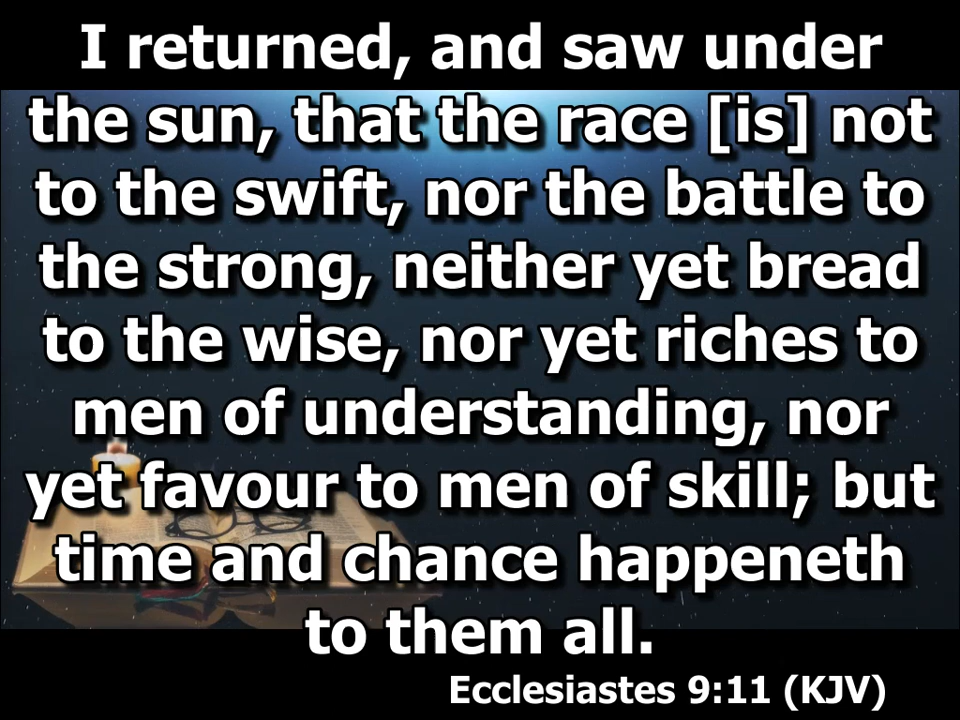 I returned, and saw under
the sun, that the race [is] not
to the swift, nor the battle to
the strong, neither yet bread
to the wise, nor yet riches to
men of understanding, nor
yet favour to men of skill; but
time and chance happeneth
to them all.
Ecclesiastes 9:11 (KJV)